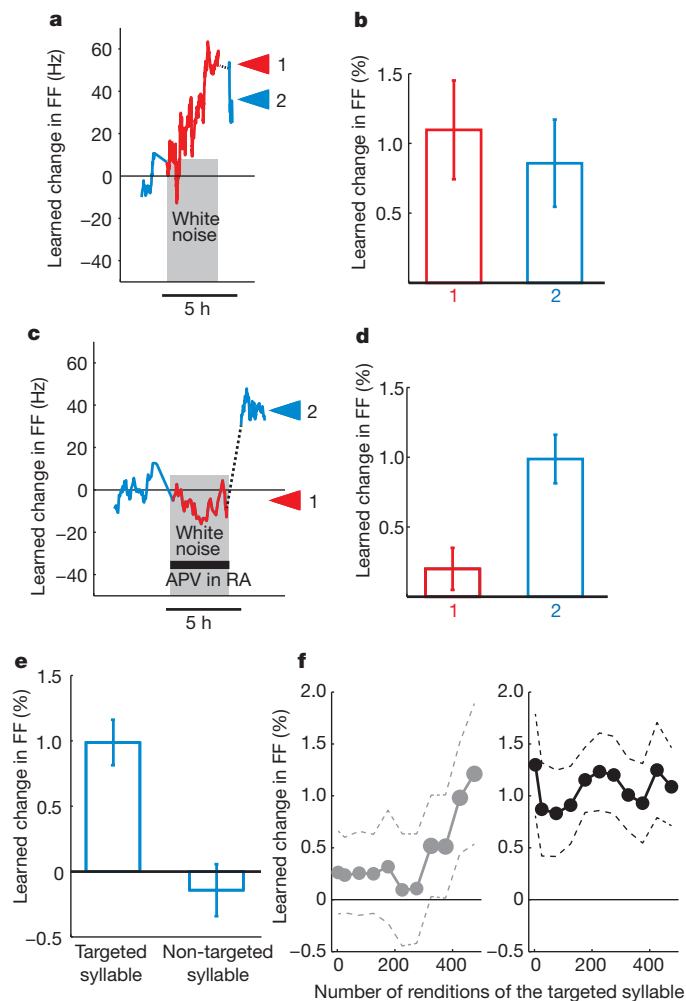 a
Learned change in FF (Hz)
60
40
20
0
−20
−40
1
2
White
noise
5 h
b
Learned change in FF (%)
1.5
1.0
0.5
1
2
c
Learned change in FF (Hz)
60
40
20
0
−20
−40
2
1
White
noise
APV in RA
5 h
d
Learned change in FF (%)
1.5
1.0
0.5
1
2
e
Learned change in FF (%)
1.5
1.0
0.5
0
−0.5
Targeted
syllable
Non-targeted
syllable
f
Learned change in FF (%)
2.0
1.5
1.0
0.5
0
−0.5
0
200
400
2.0
1.5
1.0
0.5
0
−0.5
0
200
400
Number of renditions of the targeted syllable